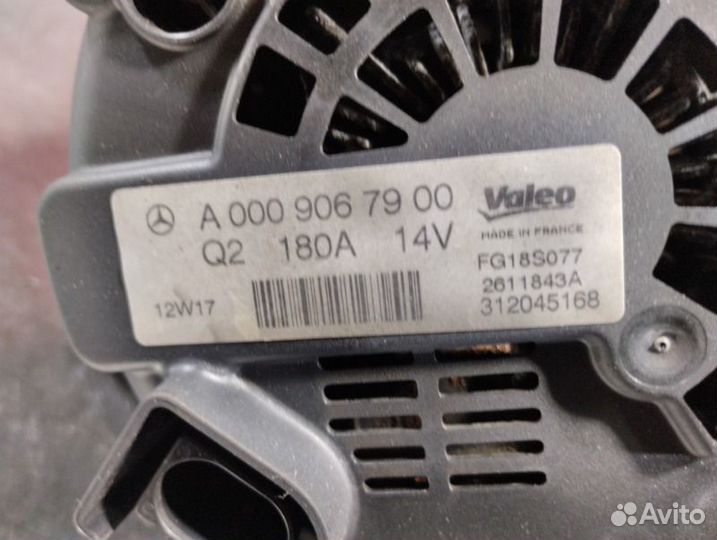 A 000 906 79 00
Q2 180A 14V
12W17
Valeo
MADE IN FRANCE
FG18S077
2611843A
312045168
Avito